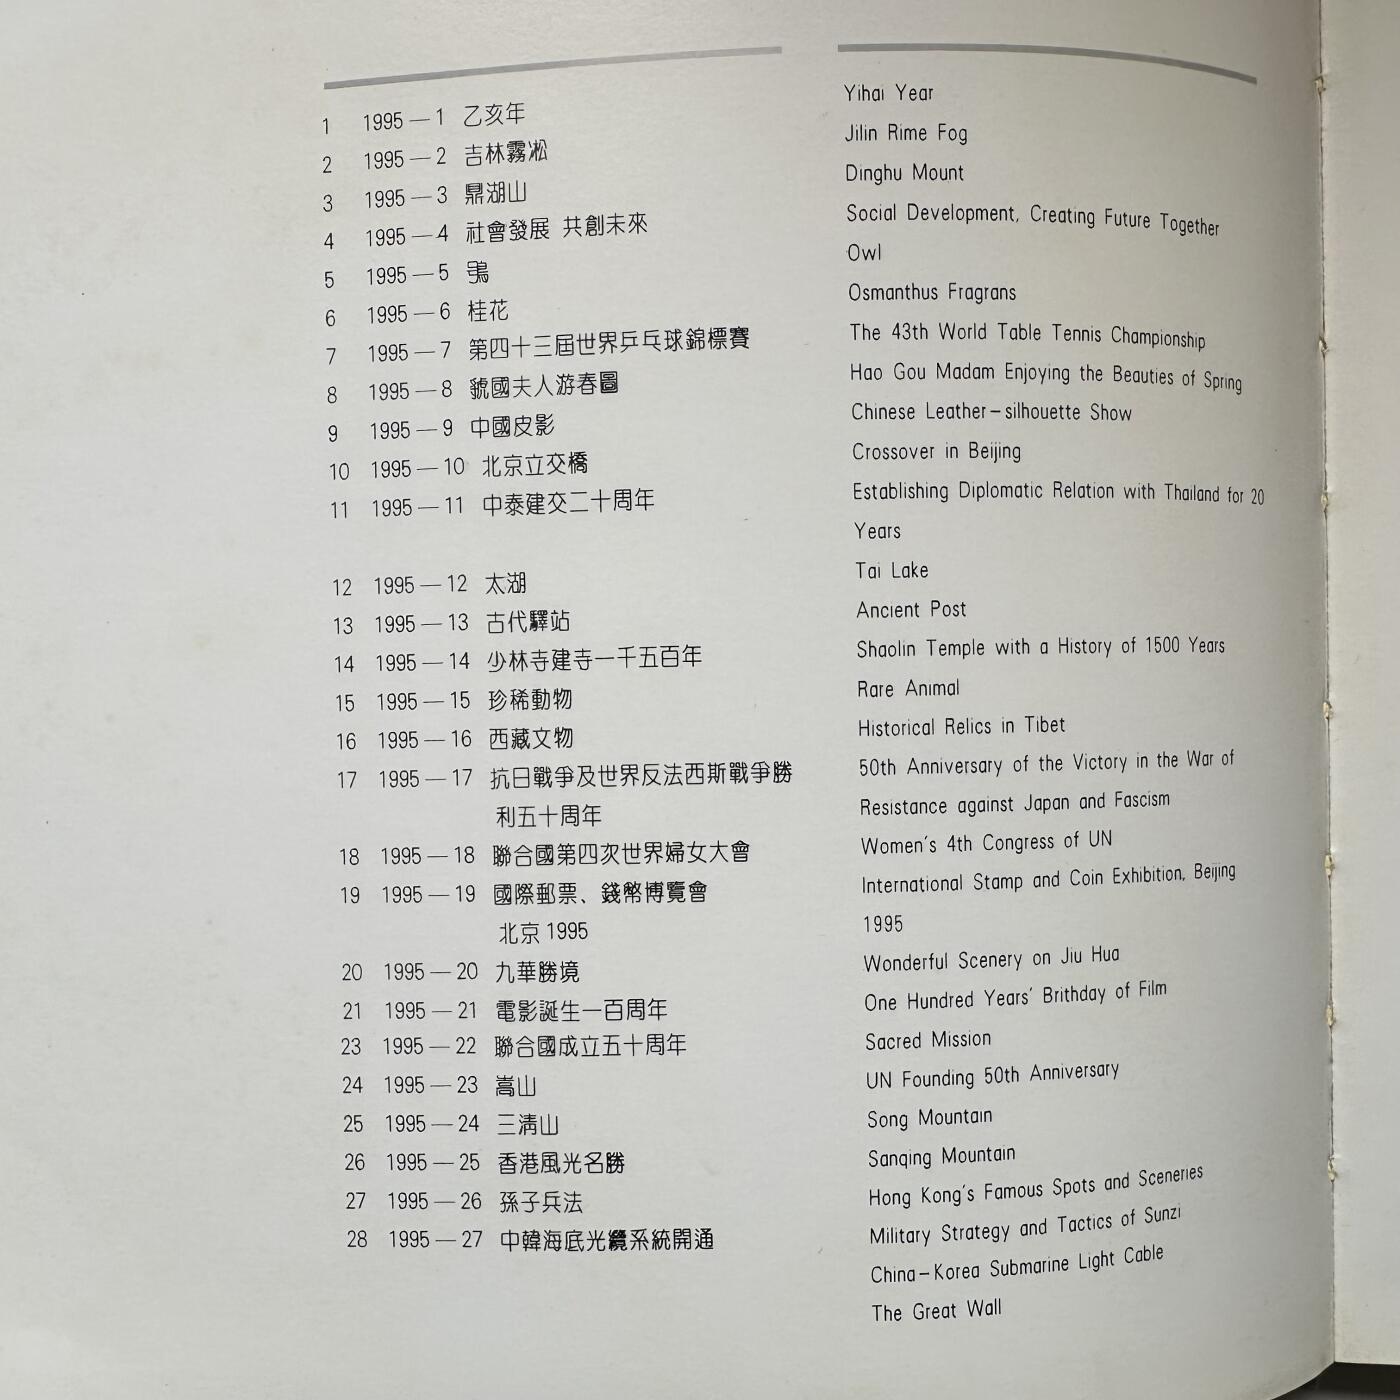 1 1995—1 乙亥年
2 1995—2 吉林霧凇
3 1995—3 鼎湖山
4 1995—4 社會發展 共創未來
5 1995—5 鴞
6 1995—6 桂花
7 1995—7 第四十三屆世界乒乓球錦標賽
8 1995—8 虢國夫人游春圖
9 1995—9 中國皮影
10 1995—10 北京立交橋
11 1995—11 中泰建交二十周年
12 1995—12 太湖
13 1995—13 古代驛站
14 1995—14 少林寺建寺一千五百年
15 1995—15 珍稀動物
16 1995—16 西藏文物
17 1995—17 抗日戰爭及世界反法西斯戰爭勝
利五十周年
18 1995—18 聯合國第四次世界婦女大會
19 1995—19 國際郵票、錢幣博覽會
北京1995
20 1995—20 九華勝境
21 1995—21 電影誕生一百周年
23 1995—22 聯合國成立五十周年
24 1995—23 嵩山
25 1995—24 三清山
26 1995—25 香港風光名勝
27 1995—26 孫子兵法
28 1995—27 中韓海底光纜系統開通
Yihai Year
Jilin Rime Fog
Dinghu Mount
Social Development, Creating Future Together
Owl
Osmanthus Fragrans
The 43th World Table Tennis Championship
Hao Gou Madam Enjoying the Beauties of Spring
Chinese Leather–silhouette Show
Crossover in Beijing
Establishing Diplomatic Relation with Thailand for 20
Years
Tai Lake
Ancient Post
Shaolin Temple with a History of 1500 Years
Rare Animal
Historical Relics in Tibet
50th Anniversary of the Victory in the War of
Resistance against Japan and Fascism
Women's 4th Congress of UN
International Stamp and Coin Exhibition, Beijing
1995
Wonderful Scenery on Jiu Hua
One Hundred Years' Brithday of Film
Sacred Mission
UN Founding 50th Anniversary
Song Mountain
Sanqing Mountain
Hong Kong's Famous Spots and Sceneries
Military Strategy and Tactics of Sunzi
China–Korea Submarine Light Cable
The Great Wall